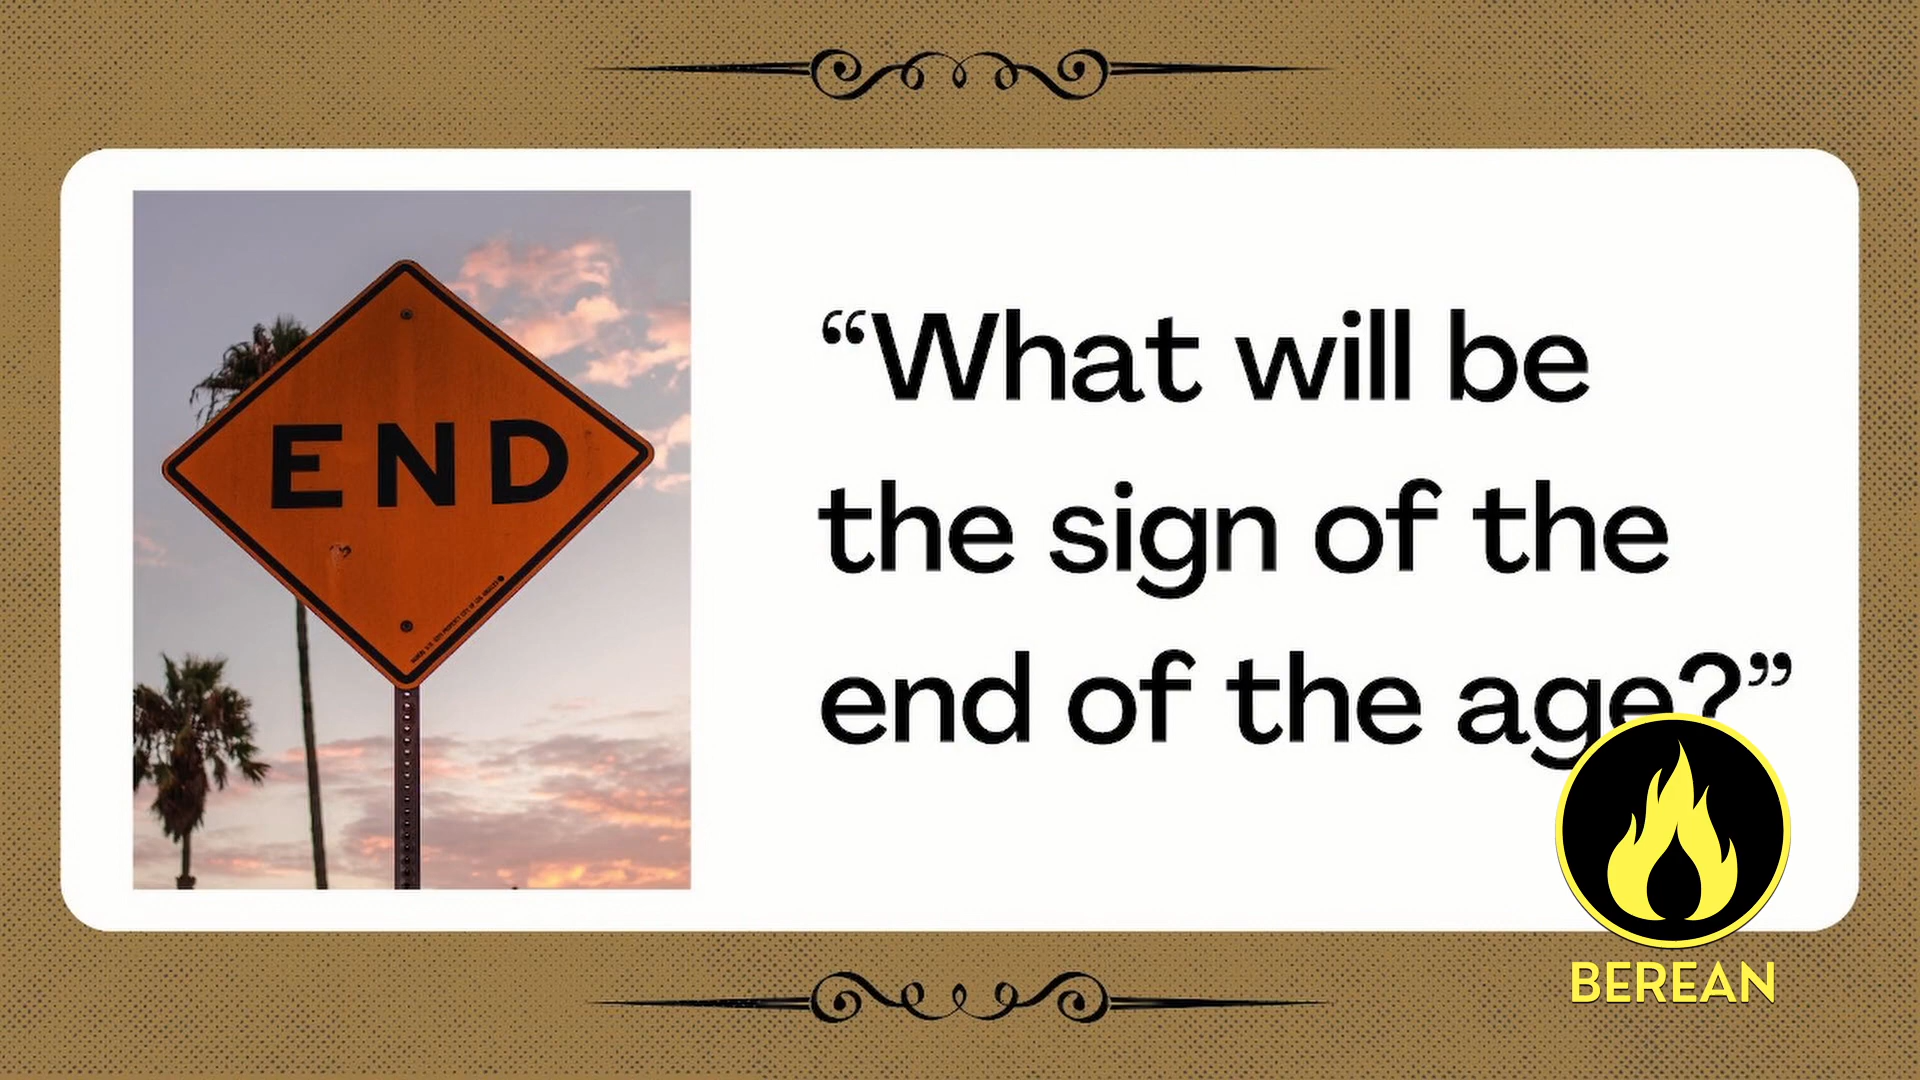 END
“What will be
the sign of the
end of the age?”
BEREAN